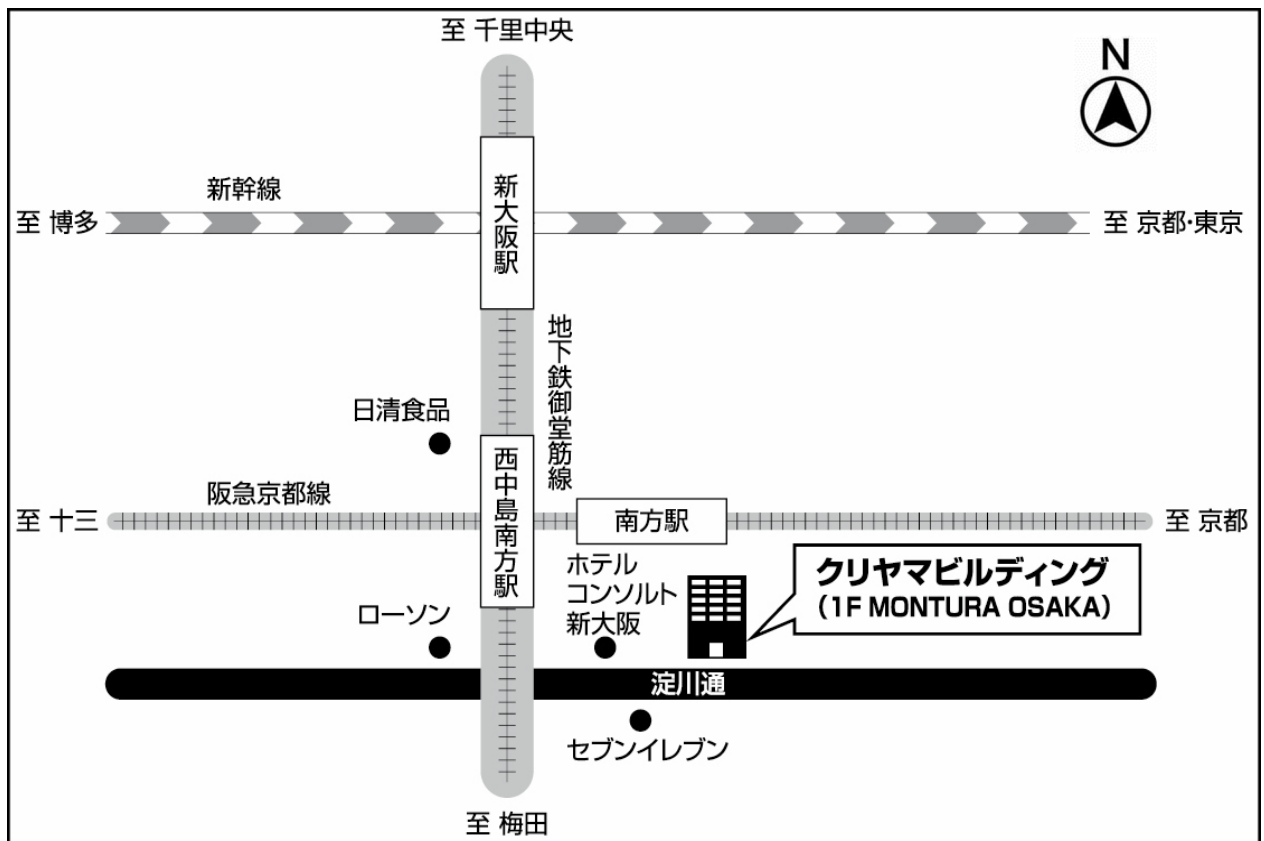 至 千里中央
N
新幹線
至 博多
新大阪駅
至 京都・東京
地下鉄御堂筋線
日清食品
西中島南方駅
阪急京都線
至 十三
南方駅
至 京都
ホテル
コンソルト
新大阪
クリヤマビルディング
(1F MONTURA OSAKA)
ローソン
淀川通
セブンイレブン
至 梅田